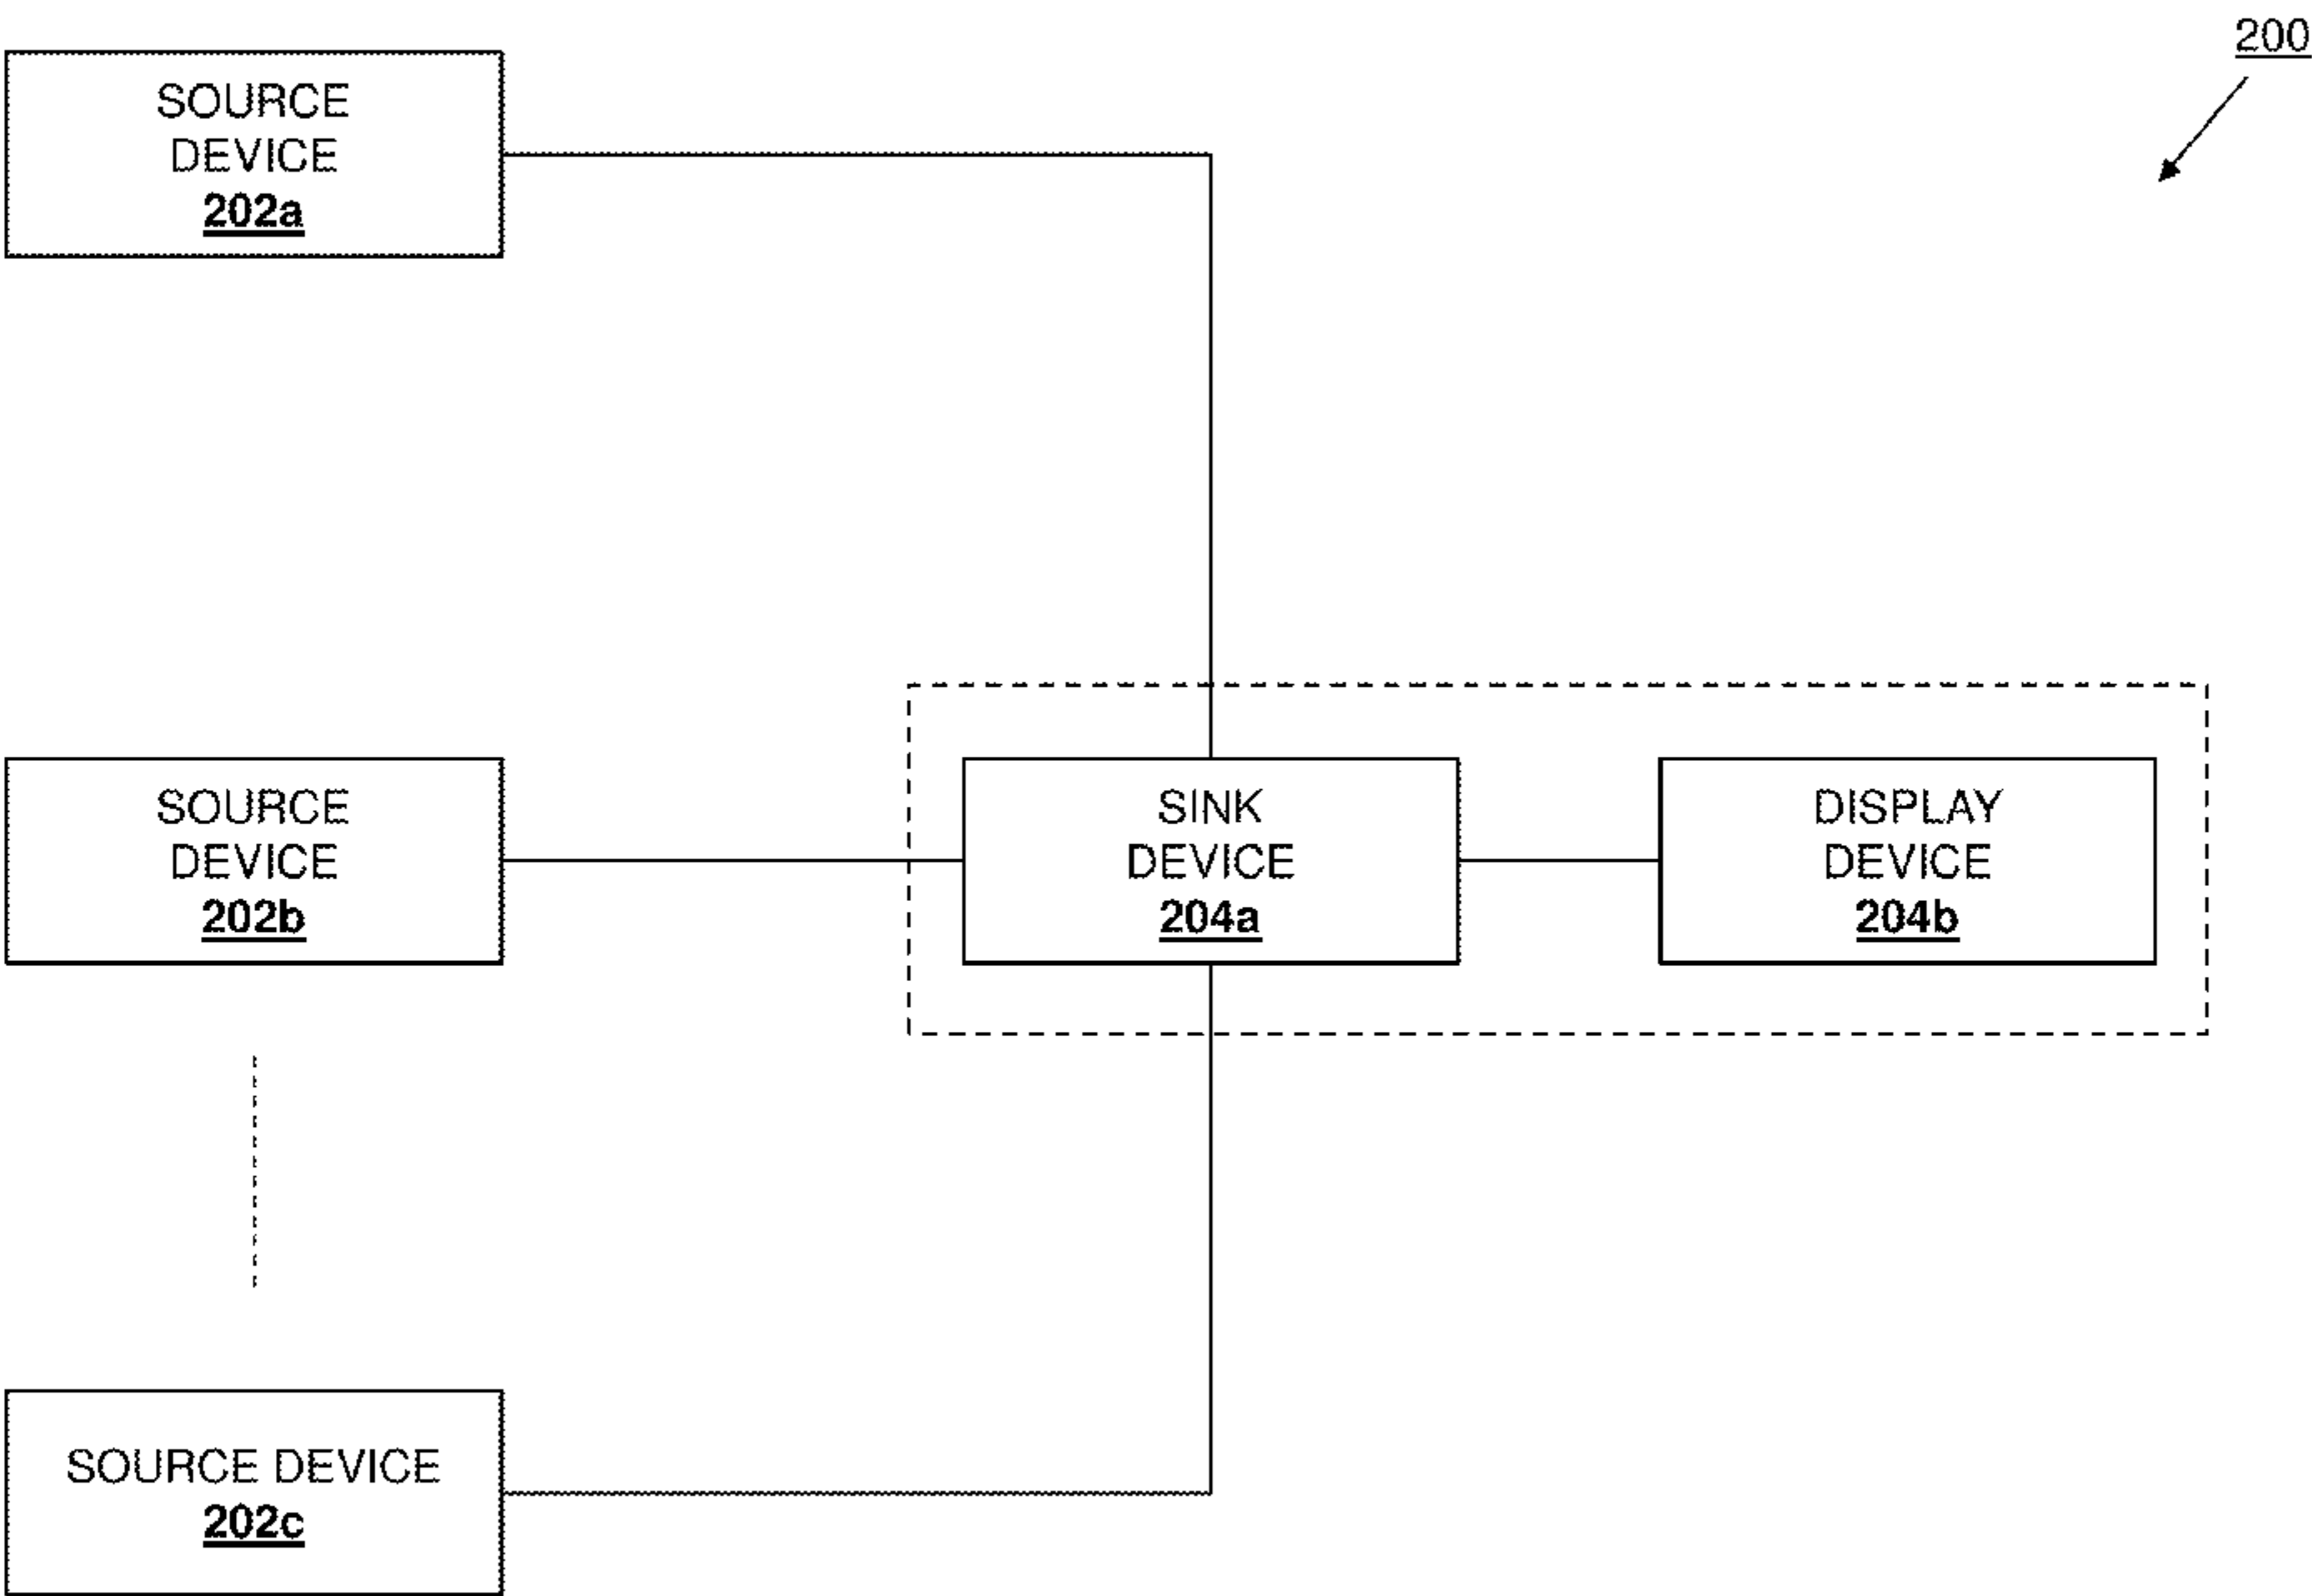 200
SOURCE
DEVICE
202a
SOURCE
DEVICE
202b
SINK
DEVICE
204a
DISPLAY
DEVICE
204b
SOURCE DEVICE
202c